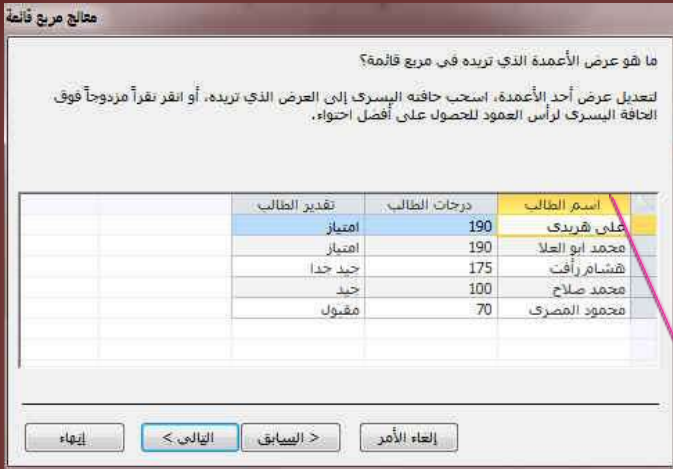 معالج مربع قائمة
ما هو عرض الأعمدة الذي تريده في مربع قائمة؟
لتعديل عرض أحد الأعمدة، اسحب حافته اليسرى إلى العرض الذي تريده، أو انقر نقراً مزدوجاً فوق
الحافة اليسرى لرأس العمود للحصول على أفضل احتواء.
اسم الطالب درجات الطالب تقدير الطالب
على هريدى 190 امتياز
محمد ابو العلا 190 امتياز
هشام رأفت 175 جيد جدا
محمد صلاح 100 جيد
محمود المصرى 70 مقبول
إلغاء الأمر < السابق التالي > إنهاء